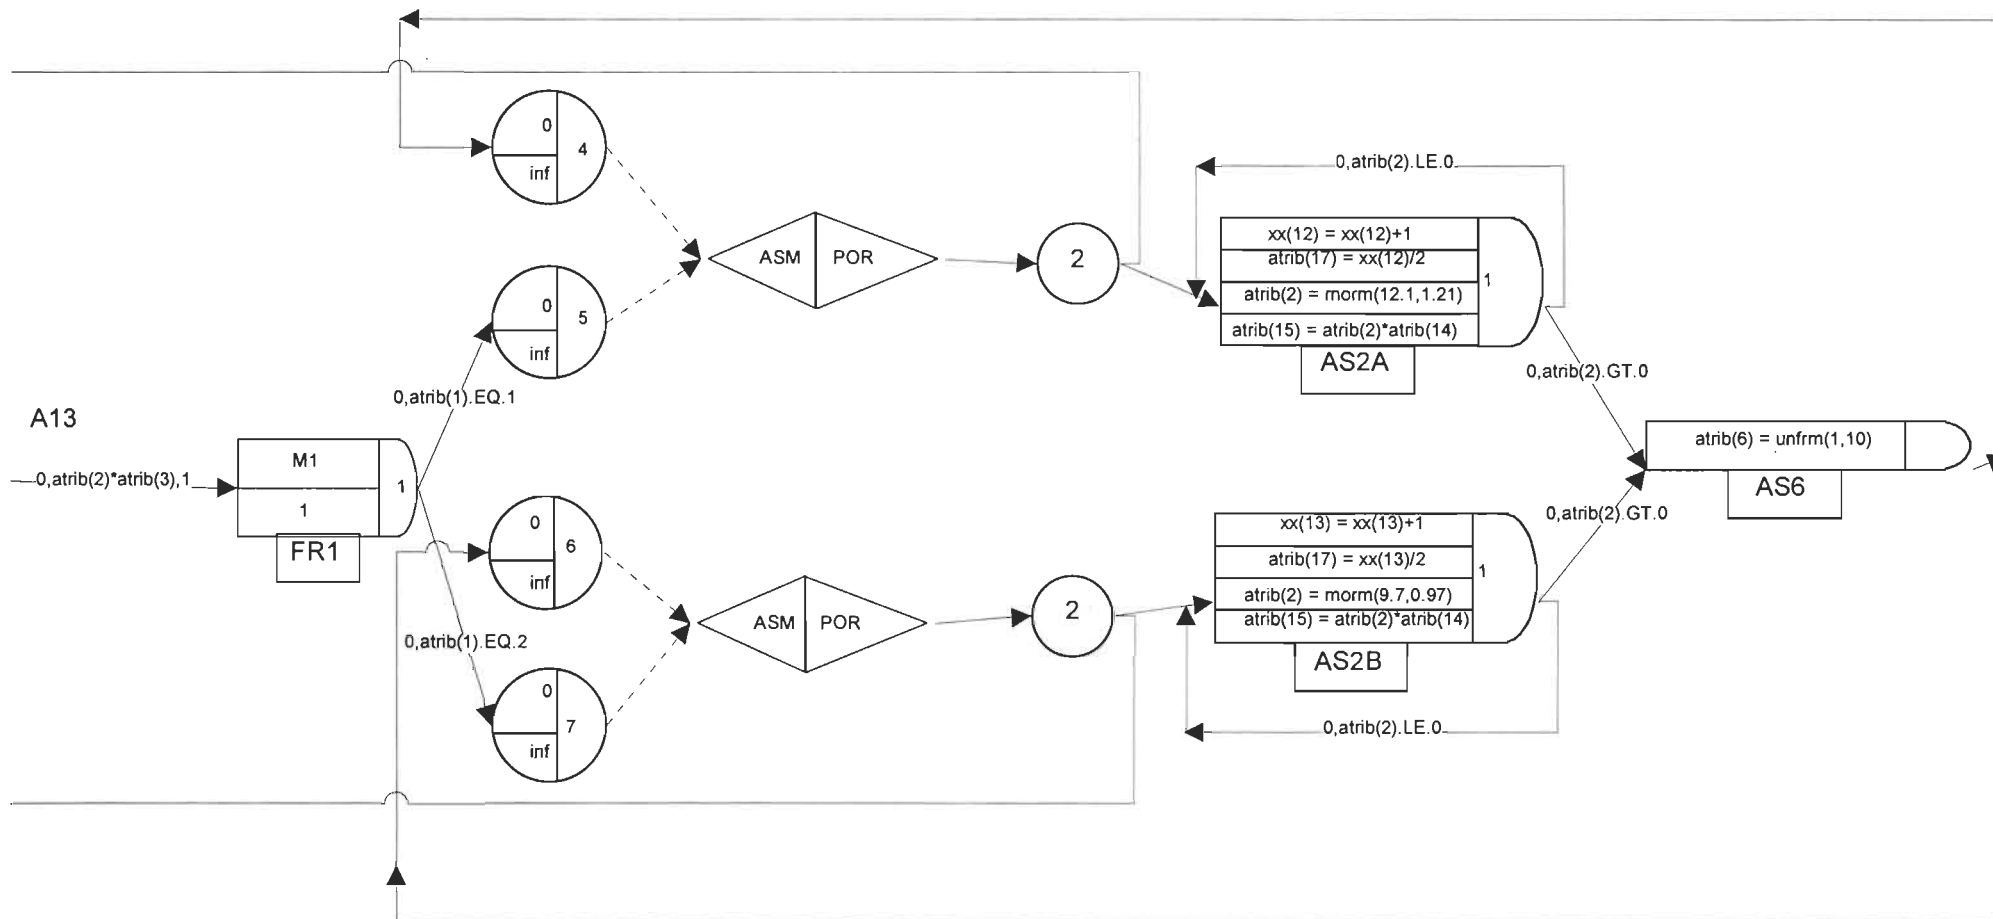 0
4
inf
0,atrib(2).LE.0
xx(12) = xx(12)+1
atrib(17) = xx(12)/2
atrib(2) = rnorm(12.1,1.21)
atrib(15) = atrib(2)*atrib(14)
1
AS2A
ASM
POR
2
0
5
inf
0,atrib(1).EQ.1
0,atrib(2).GT.0
A13
0,atrib(2)*atrib(3),1
M1
1
1
FR1
atrib(6) = unfrm(1,10)
AS6
0,atrib(2).GT.0
0
6
inf
xx(13) = xx(13)+1
atrib(17) = xx(13)/2
atrib(2) = rnorm(9.7,0.97)
atrib(15) = atrib(2)*atrib(14)
1
AS2B
ASM
POR
2
0,atrib(1).EQ.2
0
7
inf
0,atrib(2).LE.0